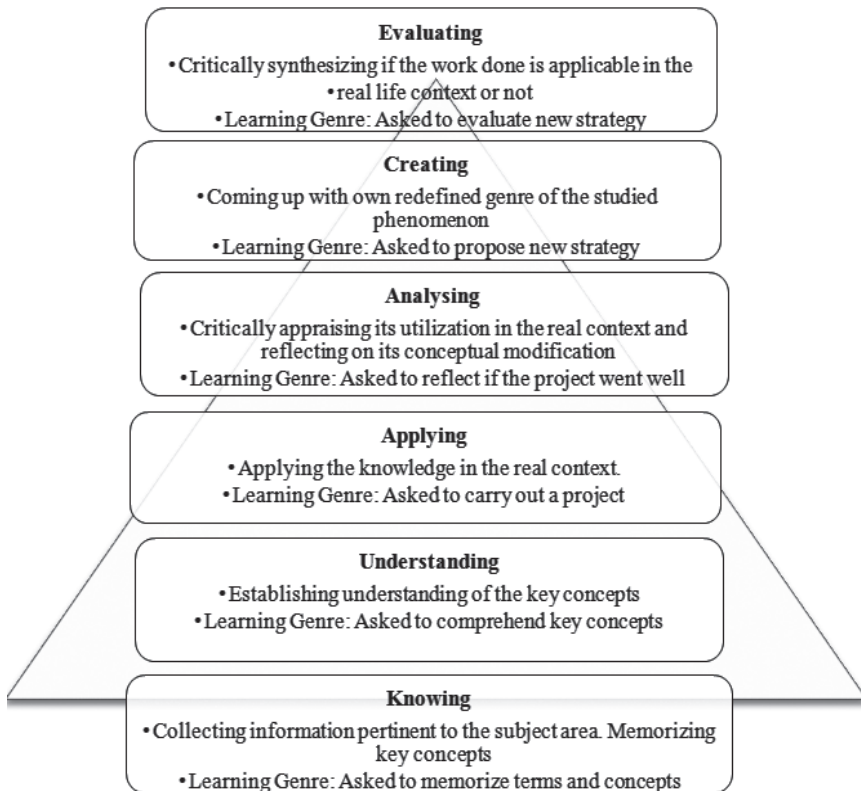 Evaluating
•Critically synthesizing if the work done is applicable in the
•real life context or not
•Learning Genre: Asked to evaluate new strategy
Creating
•Coming up with own redefined genre of the studied
phenomenon
•Learning Genre: Asked to propose new strategy
Analysing
•Critically appraising its utilization in the real context and
reflecting on its conceptual modification
•Learning Genre: Asked to reflect if the project went well
Applying
•Applying the knowledge in the real context.
•Learning Genre: Asked to carry out a project
Understanding
•Establishing understanding of the key concepts
•Learning Genre: Asked to comprehend key concepts
Knowing
•Collecting information pertinent to the subject area. Memorizing
key concepts
•Learning Genre: Asked to memorize terms and concepts